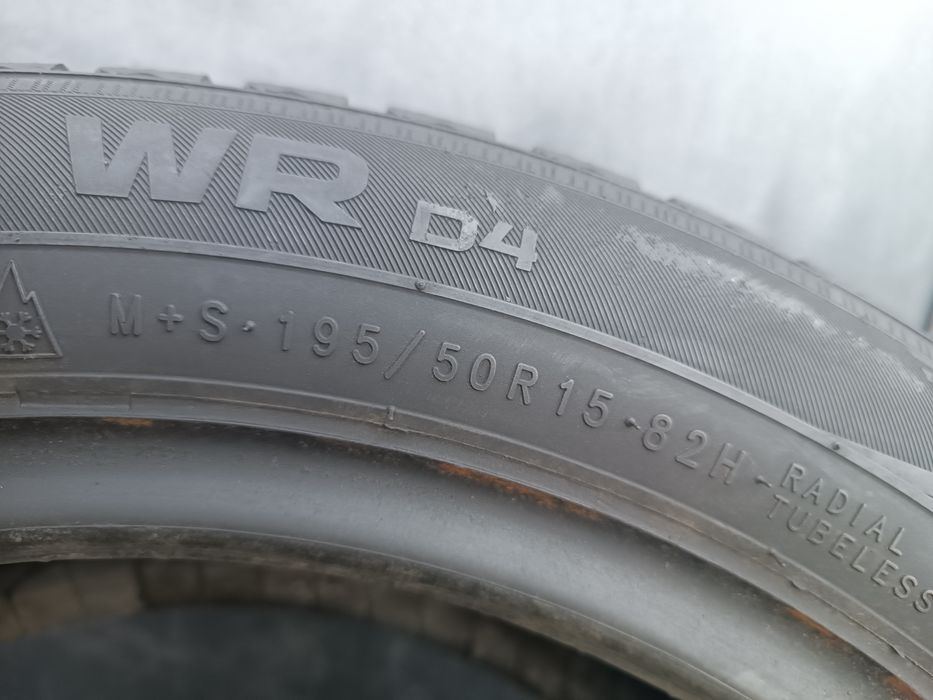 WR D4
M+S·195/50R15·82H
RADIAL
TUBELESS